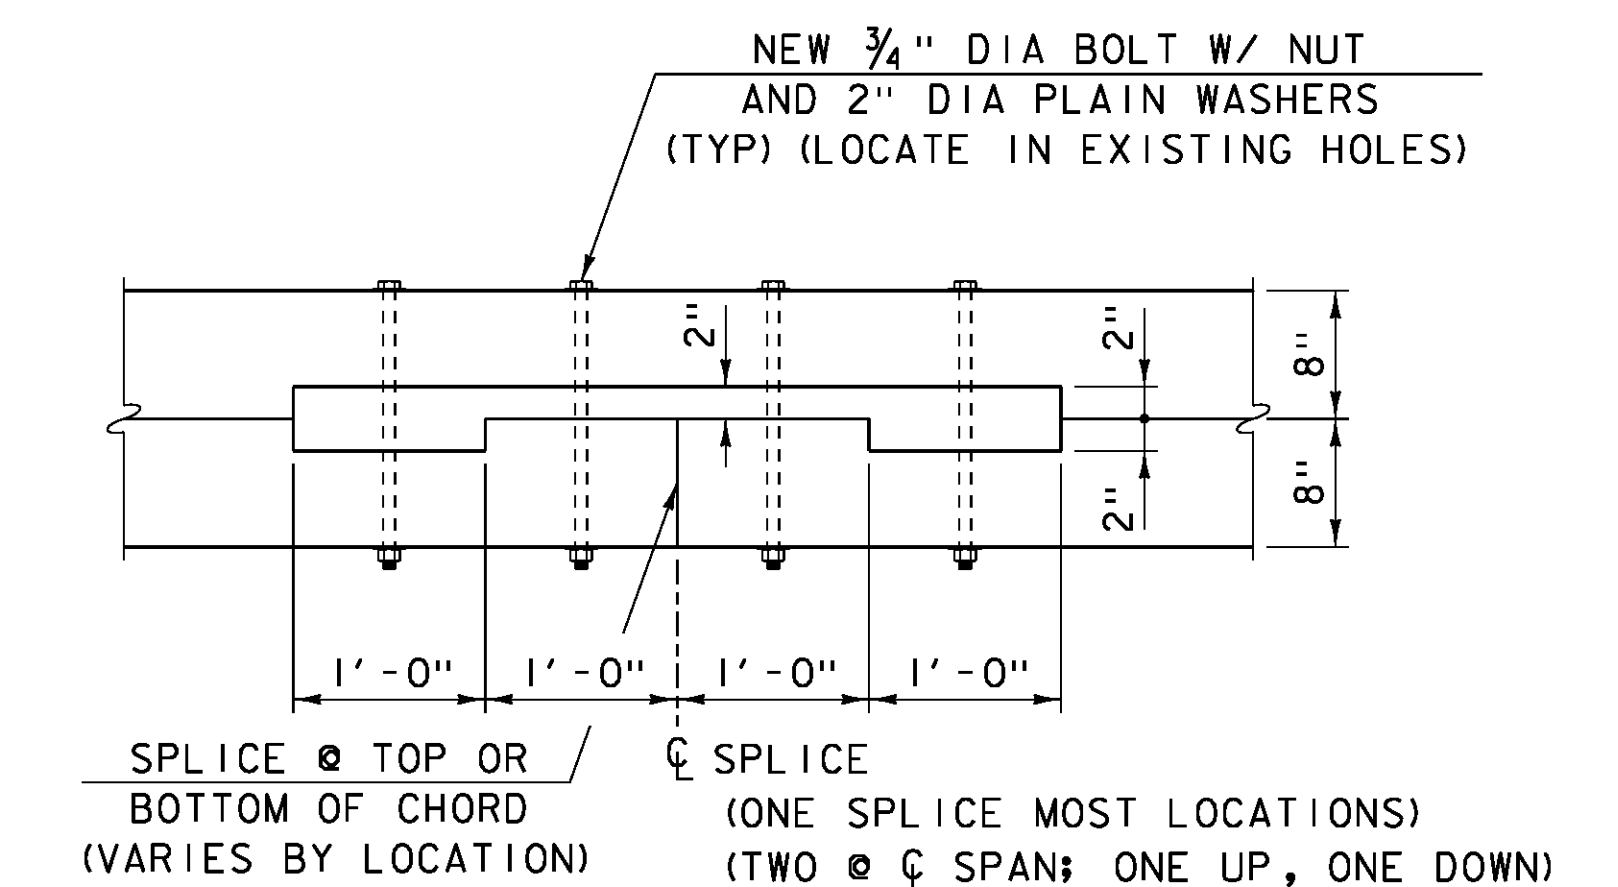 NEW ¾" DIA BOLT W/ NUT
AND 2" DIA PLAIN WASHERS
(TYP) (LOCATE IN EXISTING HOLES)
2"
2"
8"
2"
8"
1'-0"
1'-0"
1'-0"
1'-0"
SPLICE @ TOP OR
BOTTOM OF CHORD
(VARIES BY LOCATION)
℄ SPLICE
(ONE SPLICE MOST LOCATIONS)
(TWO @ ℄ SPAN; ONE UP, ONE DOWN)